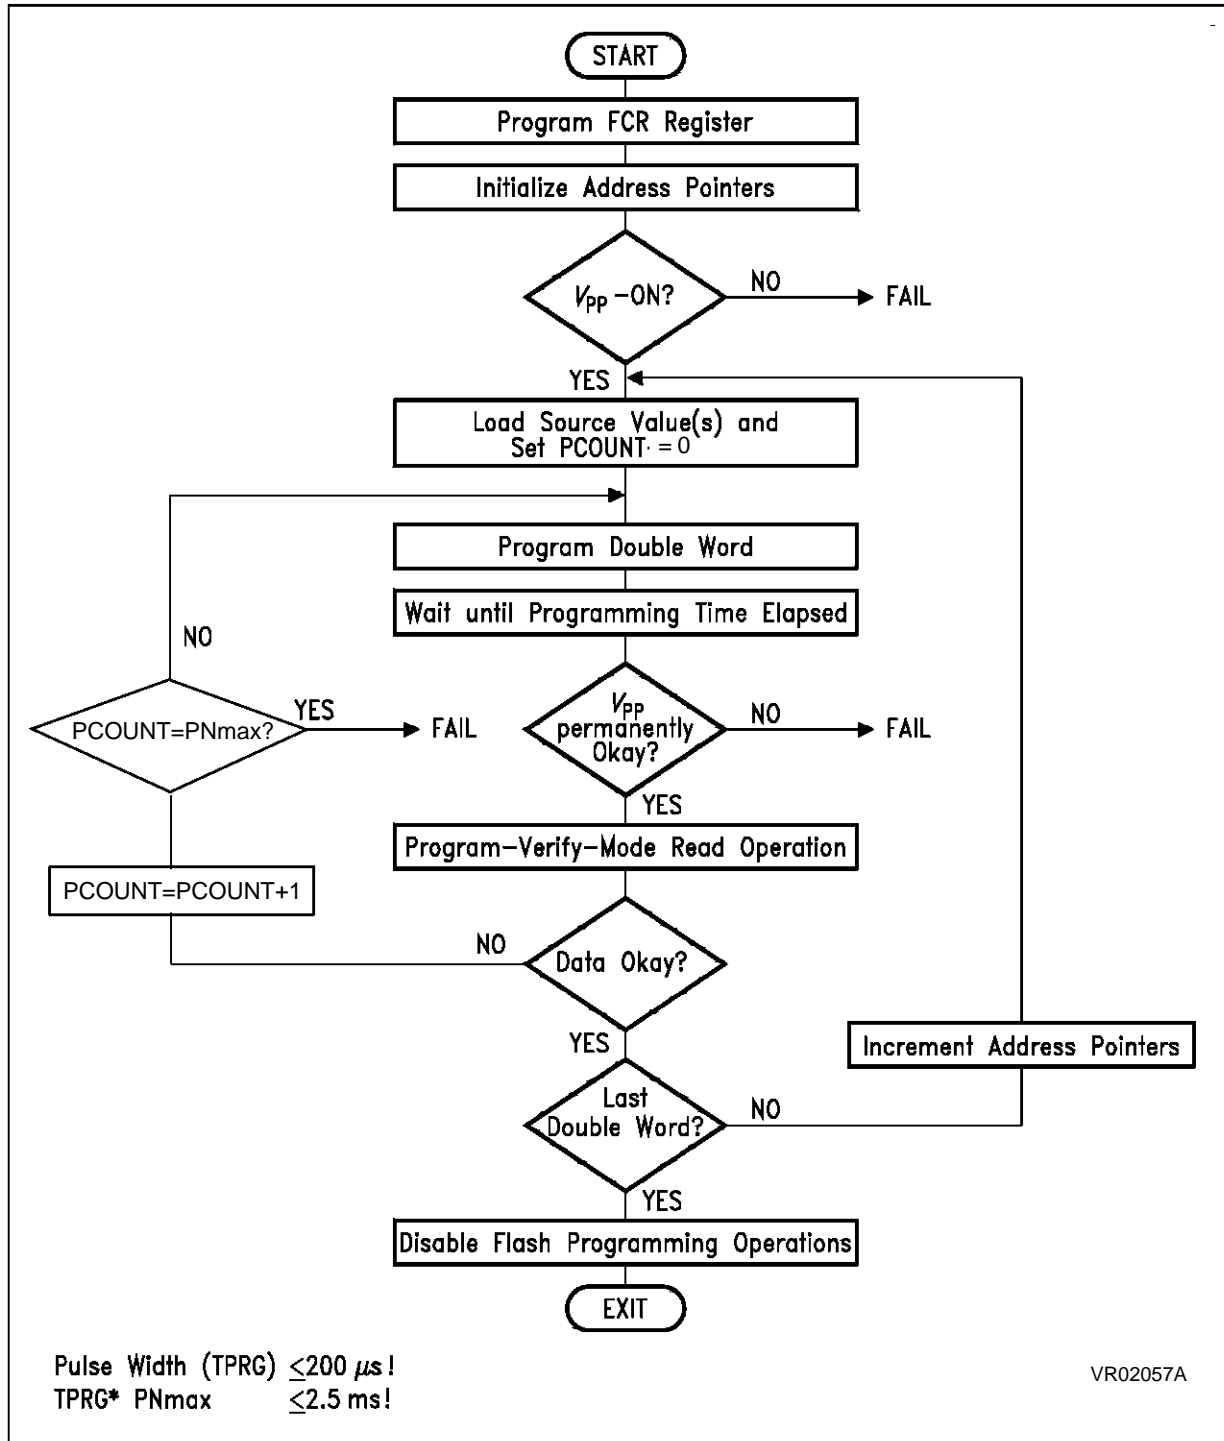 START
Program FCR Register
Initialize Address Pointers
VPP -ON?
NO
FAIL
YES
Load Source Value(s) and
Set PCOUNT· = 0
Program Double Word
Wait until Programming Time Elapsed
NO
PCOUNT=PNmax?
YES
FAIL
VPP
permanently
Okay?
NO
FAIL
YES
Program-Verify-Mode Read Operation
PCOUNT=PCOUNT+1
NO
Data Okay?
YES
Increment Address Pointers
Last
Double Word?
NO
YES
Disable Flash Programming Operations
EXIT
Pulse Width (TPRG) ≤200 µs!
TPRG* PNmax ≤2.5 ms!
VR02057A